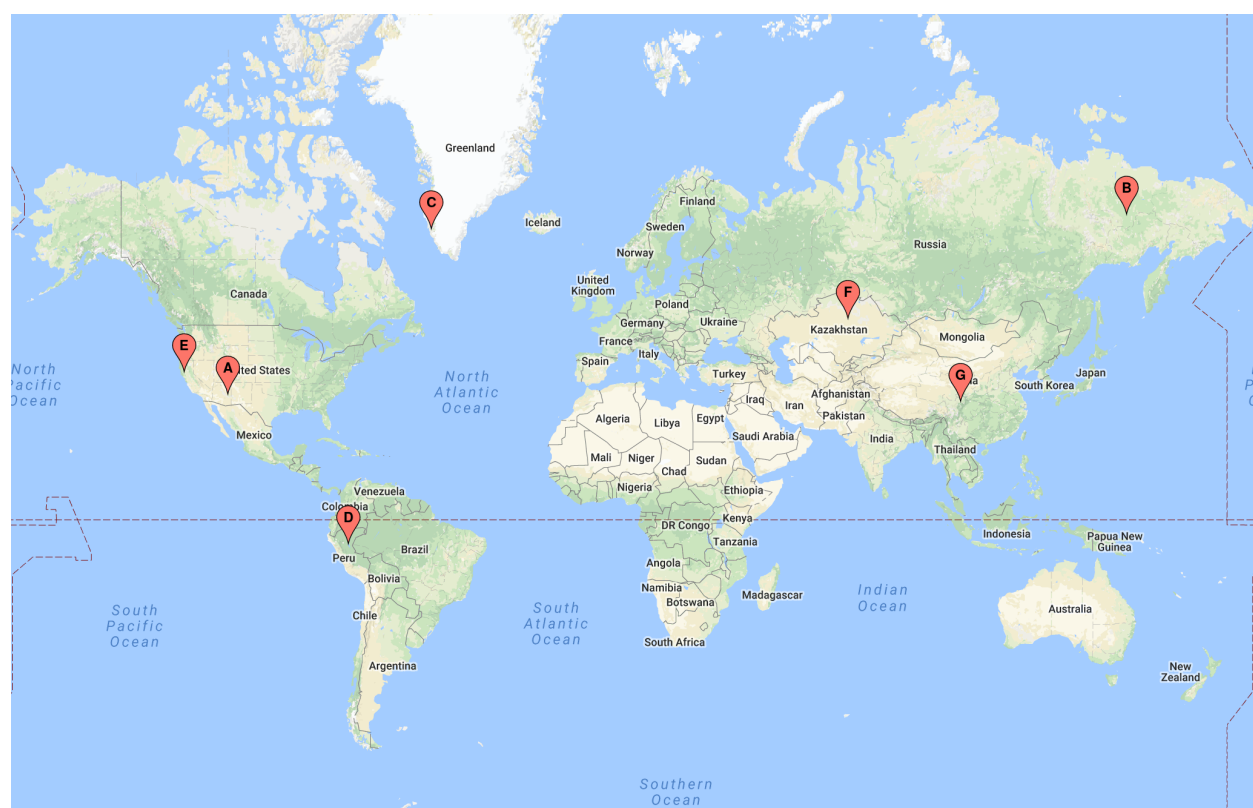 Greenland
C
B
Finland
Iceland
Sweden
Russia
Norway
Canada
United
Kingdom
F
Poland
Germany
Ukraine
Kazakhstan
France
Mongolia
E
Italy
A
Spain
Turkey
G
Japan
South Korea
North
Pacific
Ocean
North
Atlantic
Ocean
Iraq
Iran
Afghanistan
Pakistan
Algeria
Libya
Egypt
Mexico
Saudi Arabia
India
Thailand
Mali
Niger
Chad
Sudan
Nigeria
Ethiopia
Venezuela
D
DR Congo
Kenya
Tanzania
Indonesia
Papua New
Guinea
Peru
Brazil
Bolivia
Angola
Namibia
Botswana
Madagascar
Indian
Ocean
Australia
South
Pacific
Ocean
South
Atlantic
Ocean
Chile
South Africa
Argentina
New
Zealand
Southern
Ocean